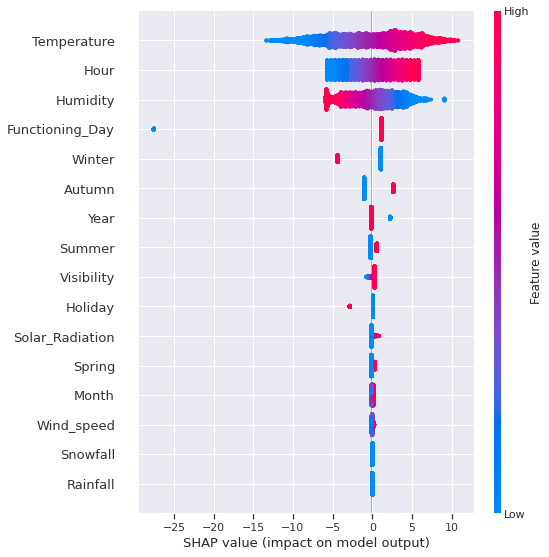 High
Temperature
Hour
Humidity
Functioning_Day
Winter
Autumn
Year
Summer
Visibility
Holiday
Solar_Radiation
Spring
Month
Wind_speed
Snowfall
Rainfall
Feature value
Low
−25 −20 −15 −10 −5 0 5 10
SHAP value (impact on model output)